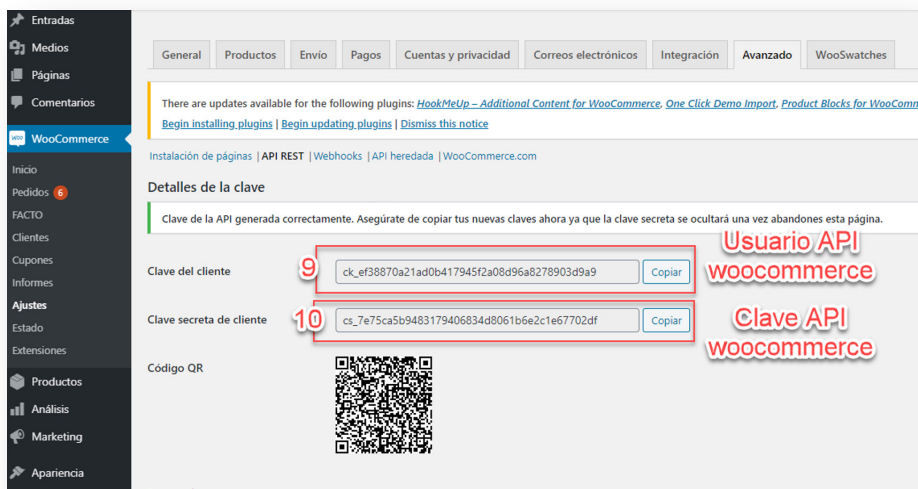 Entradas
Medios
Páginas
Comentarios
WooCommerce
Inicio
Pedidos 6
FACTO
Clientes
Cupones
Informes
Ajustes
Estado
Extensiones
Productos
Análisis
Marketing
Apariencia
General Productos Envío Pagos Cuentas y privacidad Correos electrónicos Integración Avanzado WooSwatches
There are updates available for the following plugins: HookMeUp – Additional Content for WooCommerce, One Click Demo Import, Product Blocks for WooComm
Begin installing plugins | Begin updating plugins | Dismiss this notice
Instalación de páginas | API REST | Webhooks | API heredada | WooCommerce.com
Detalles de la clave
Clave de la API generada correctamente. Asegúrate de copiar tus nuevas claves ahora ya que la clave secreta se ocultará una vez abandones esta página.
Clave del cliente 9 ck_ef38870a21ad0b417945f2a08d96a8278903d9a9 Copiar
Usuario API
woocommerce
Clave secreta de cliente 10 cs_7e75ca5b9483179406834d8061b6e2c1e67702df Copiar
Clave API
woocommerce
Código QR